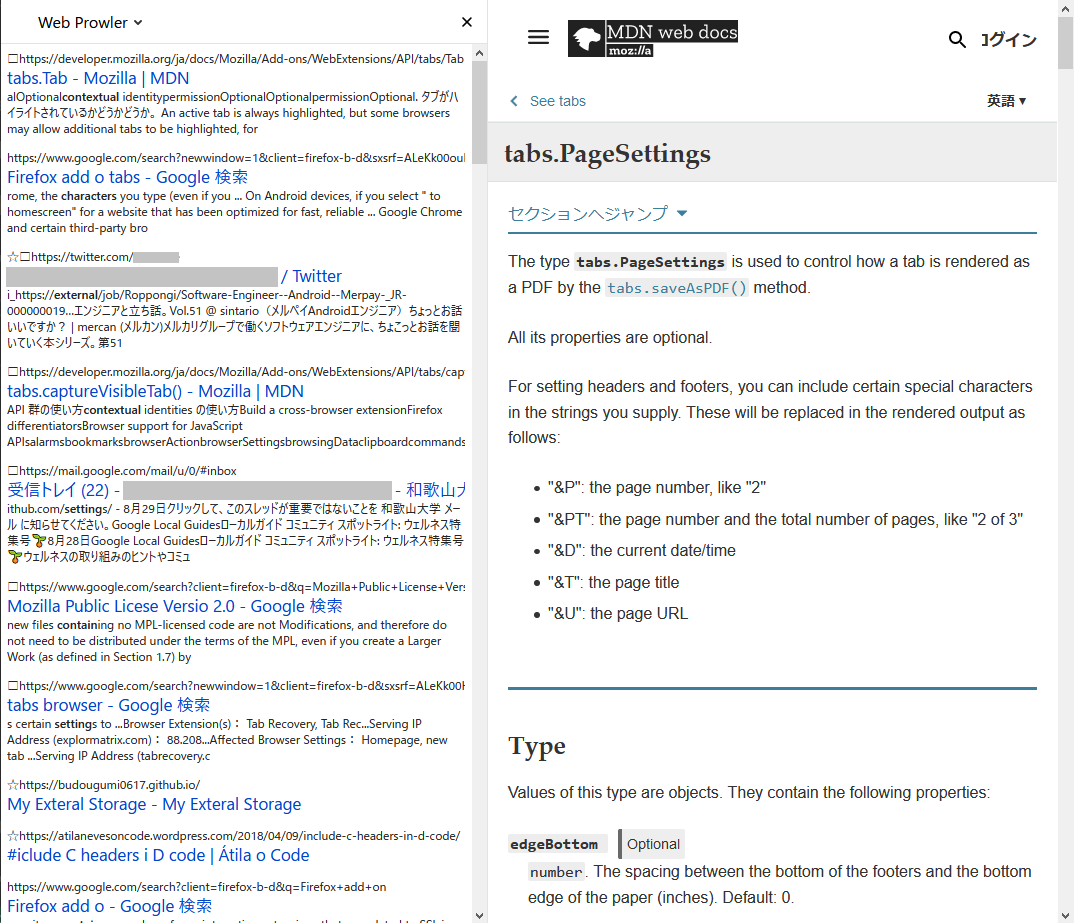 Web Prowler
□https://developer.mozilla.org/ja/docs/Mozilla/Add-ons/WebExtensions/API/tabs/Tab
tabs.Tab - Mozilla | MDN
alOptionalcontextual identitypermissionOptionalOptionalpermissionOptional. タブがハ
イライトされているかどうかどうか。 An active tab is always highlighted, but some browsers
may allow additional tabs to be highlighted, for
https://www.google.com/search?newwindow=1&client=firefox-b-d&sxsrf=ALeKk00oul
Firefox add o tabs - Google 検索
rome, the characters you type (even if you ... On Android devices, if you select " to
homescreen" for a website that has been optimized for fast, reliable ... Google Chrome
and certain third-party bro
☆□https://twitter.com/
/ Twitter
i_https://external/job/Roppongi/Software-Engineer--Android--Merpay-_JR-
000000019...エンジニアと立ち話。Vol.51 @ sintario（メルペイAndroidエンジニア）ちょっとお話
いいですか？ | mercan (メルカン)メルカリグループで働くソフトウェアエンジニアに、ちょこっとお話を聞
いていく本シリーズ。第51
□https://developer.mozilla.org/ja/docs/Mozilla/Add-ons/WebExtensions/API/tabs/capt
tabs.captureVisibleTab() - Mozilla | MDN
API 群の使い方contextual identities の使い方Build a cross-browser extensionFirefox
differentiatorsBrowser support for JavaScript
APIsalarmsbookmarksbrowserActionbrowserSettingsbrowsingDataclipboardcommands
□https://mail.google.com/mail/u/0/#inbox
受信トレイ (22) - - 和歌山大
ithub.com/settings/ - 8月29日クリックして、このスレッドが重要ではないことを 和歌山大学 メー
ル に知らせてください。Google Local Guidesローカルガイド コミュニティ スポットライト: ウェルネス特
集号🌱8月28日Google Local Guidesローカルガイド コミュニティ スポットライト: ウェルネス特集号
🌱ウェルネスの取り組みのヒントやコミュ
□https://www.google.com/search?client=firefox-b-d&q=Mozilla+Public+License+Vers
Mozilla Public Licese Versio 2.0 - Google 検索
new files containing no MPL-licensed code are not Modifications, and therefore do
not need to be distributed under the terms of the MPL, even if you create a Larger
Work (as defined in Section 1.7) by
□https://www.google.com/search?newwindow=1&client=firefox-b-d&sxsrf=ALeKk00H
tabs browser - Google 検索
s certain settings to ...Browser Extension(s)： Tab Recovery, Tab Rec...Serving IP
Address (explormatrix.com)： 88.208...Affected Browser Settings： Homepage, new
tab ...Serving IP Address (tabrecovery.c
☆https://budougumi0617.github.io/
My Exteral Storage - My Exteral Storage
☆https://atilanevesoncode.wordpress.com/2018/04/09/include-c-headers-in-d-code/
#iclude C headers i D code | Átila o Code
https://www.google.com/search?client=firefox-b-d&q=Firefox+add+on
Firefox add o - Google 検索
MDN web docs
moz://a
ログイン
See tabs
英語 ▼
tabs.PageSettings
セクションへジャンプ
The type tabs.PageSettings is used to control how a tab is rendered as
a PDF by the tabs.saveAsPDF() method.
All its properties are optional.
For setting headers and footers, you can include certain special characters
in the strings you supply. These will be replaced in the rendered output as
follows:
• "&P": the page number, like "2"
• "&PT": the page number and the total number of pages, like "2 of 3"
• "&D": the current date/time
• "&T": the page title
• "&U": the page URL
Type
Values of this type are objects. They contain the following properties:
edgeBottom Optional
number. The spacing between the bottom of the footers and the bottom
edge of the paper (inches). Default: 0.